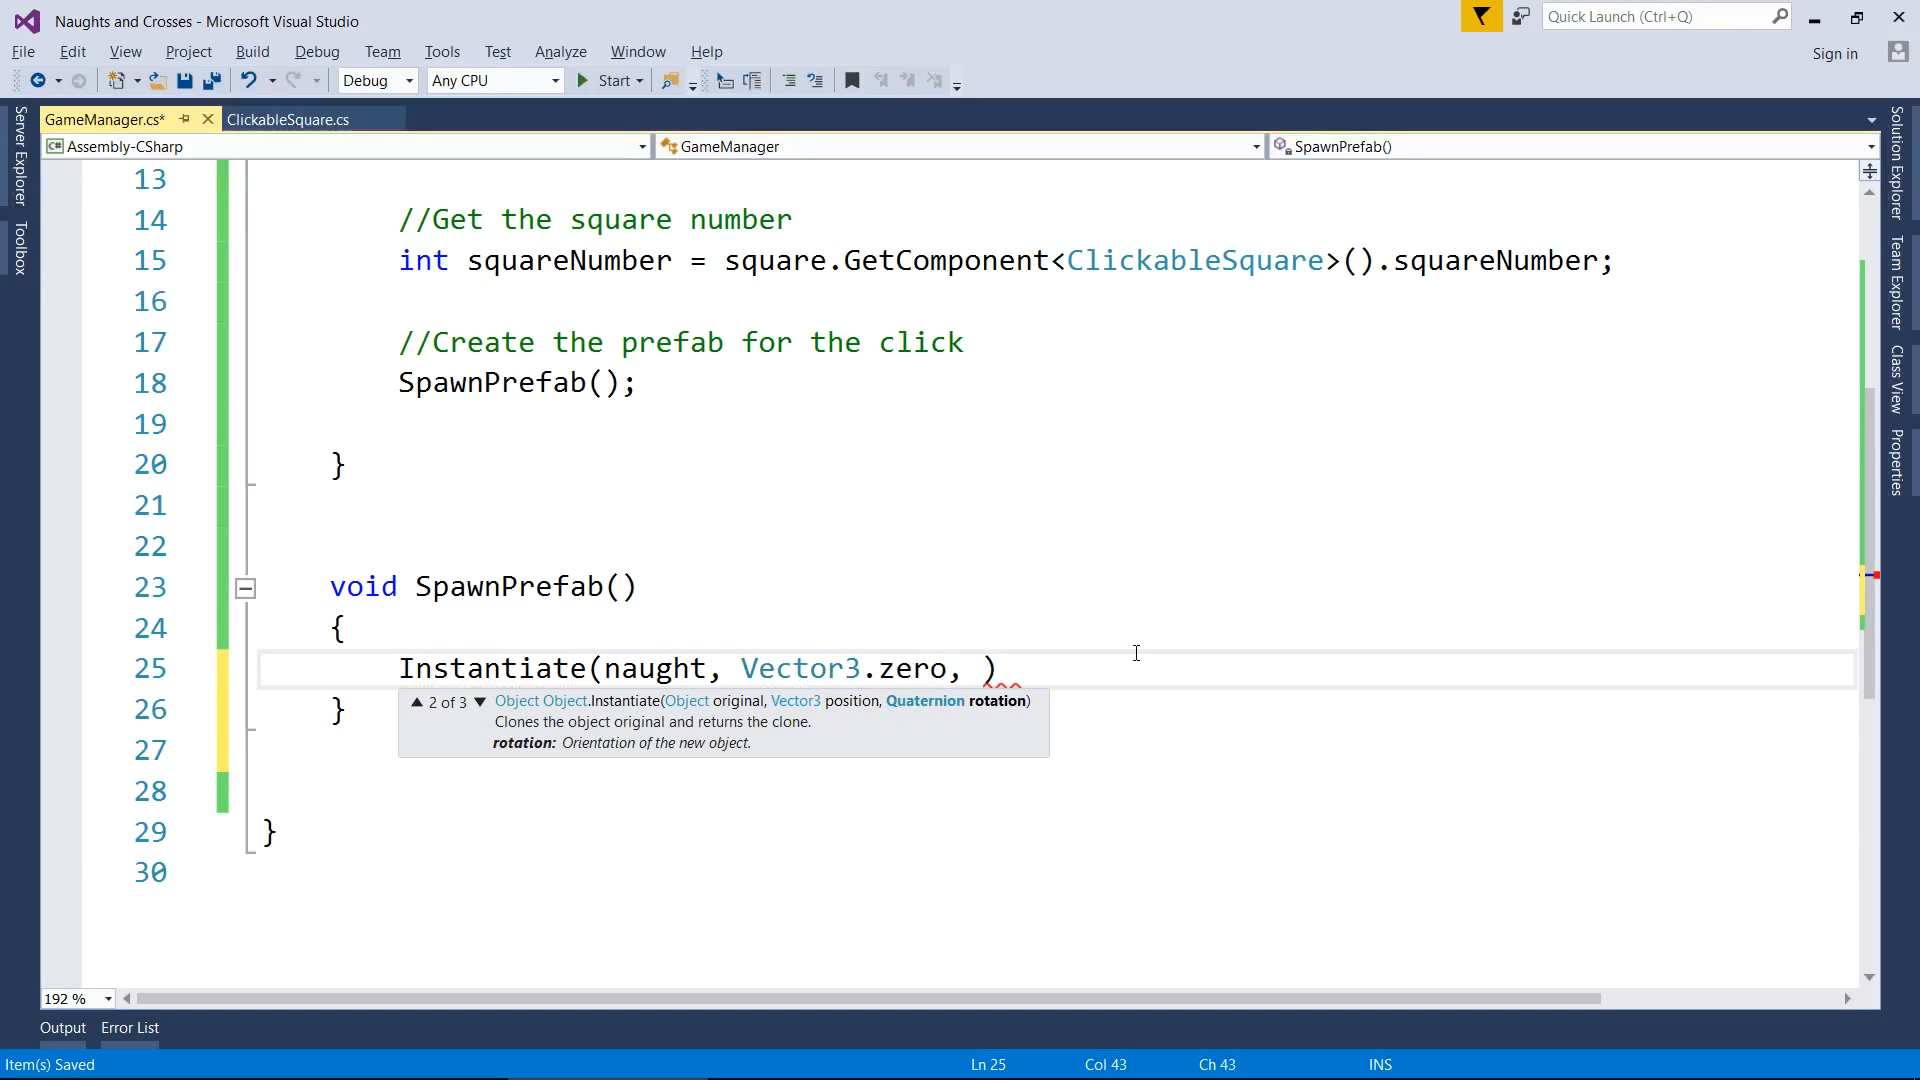 Naughts and Crosses - Microsoft Visual Studio
Quick Launch (Ctrl+Q)
File Edit View Project Build Debug Team Tools Test Analyze Window Help
Sign in
Debug Any CPU Start
GameManager.cs* ClickableSquare.cs
Assembly-CSharp GameManager SpawnPrefab()
Server Explorer
Toolbox
Solution Explorer
Team Explorer
Class View
Properties
13
14 //Get the square number
15 int squareNumber = square.GetComponent<ClickableSquare>().squareNumber;
16
17 //Create the prefab for the click
18 SpawnPrefab();
19
20 }
21
22
23 void SpawnPrefab()
24 {
25 Instantiate(naught, Vector3.zero, )
26 }
▲ 2 of 3 ▼ Object Object.Instantiate(Object original, Vector3 position, Quaternion rotation)
Clones the object original and returns the clone.
rotation: Orientation of the new object.
27
28
29 }
30
192 %
Output Error List
Item(s) Saved Ln 25 Col 43 Ch 43 INS